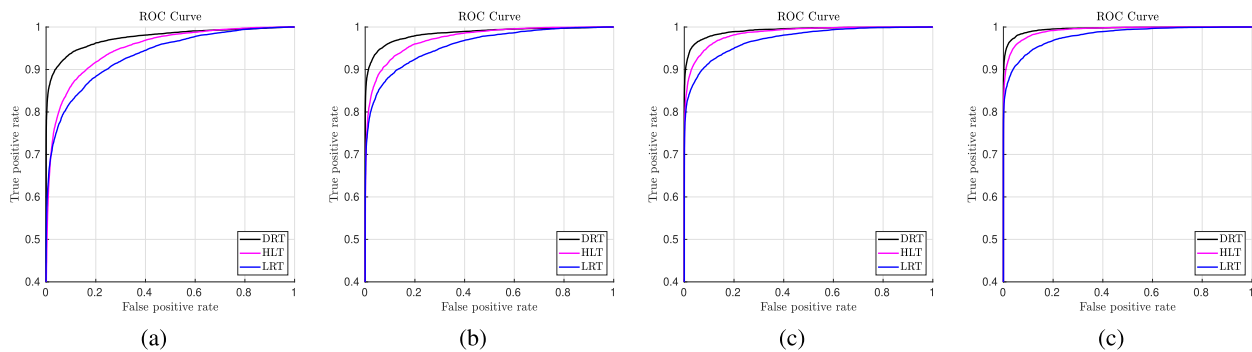 ROC Curve
1
0.9
0.8
0.7
0.6
0.5
0.4
True positive rate
DRT
HLT
LRT
0 0.2 0.4 0.6 0.8 1
False positive rate
(a)
ROC Curve
1
0.9
0.8
0.7
0.6
0.5
0.4
True positive rate
DRT
HLT
LRT
0 0.2 0.4 0.6 0.8 1
False positive rate
(b)
ROC Curve
1
0.9
0.8
0.7
0.6
0.5
0.4
True positive rate
DRT
HLT
LRT
0 0.2 0.4 0.6 0.8 1
False positive rate
(c)
ROC Curve
1
0.9
0.8
0.7
0.6
0.5
0.4
True positive rate
DRT
HLT
LRT
0 0.2 0.4 0.6 0.8 1
False positive rate
(c)